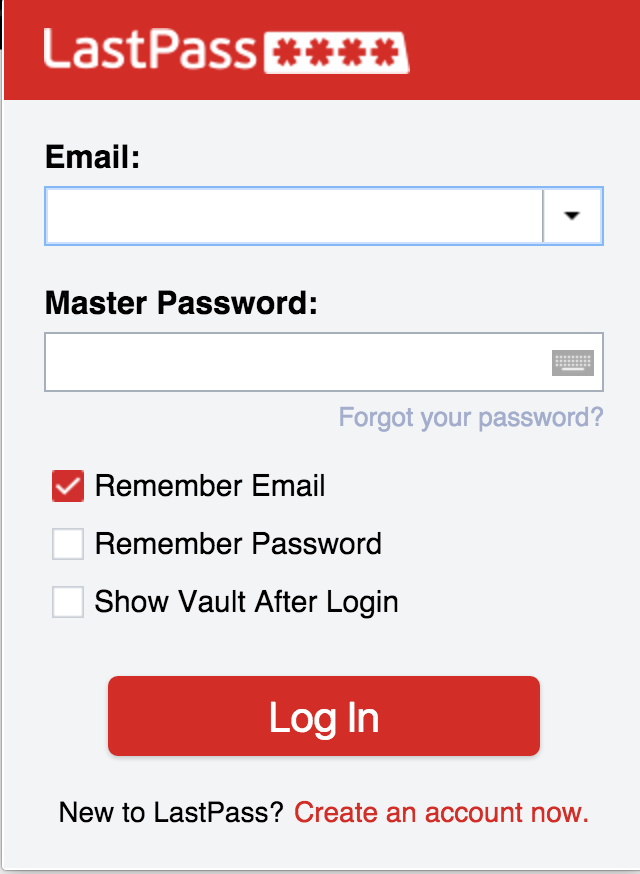 LastPass ****
Email:
Master Password:
Forgot your password?
Remember Email
Remember Password
Show Vault After Login
Log In
New to LastPass? Create an account now.